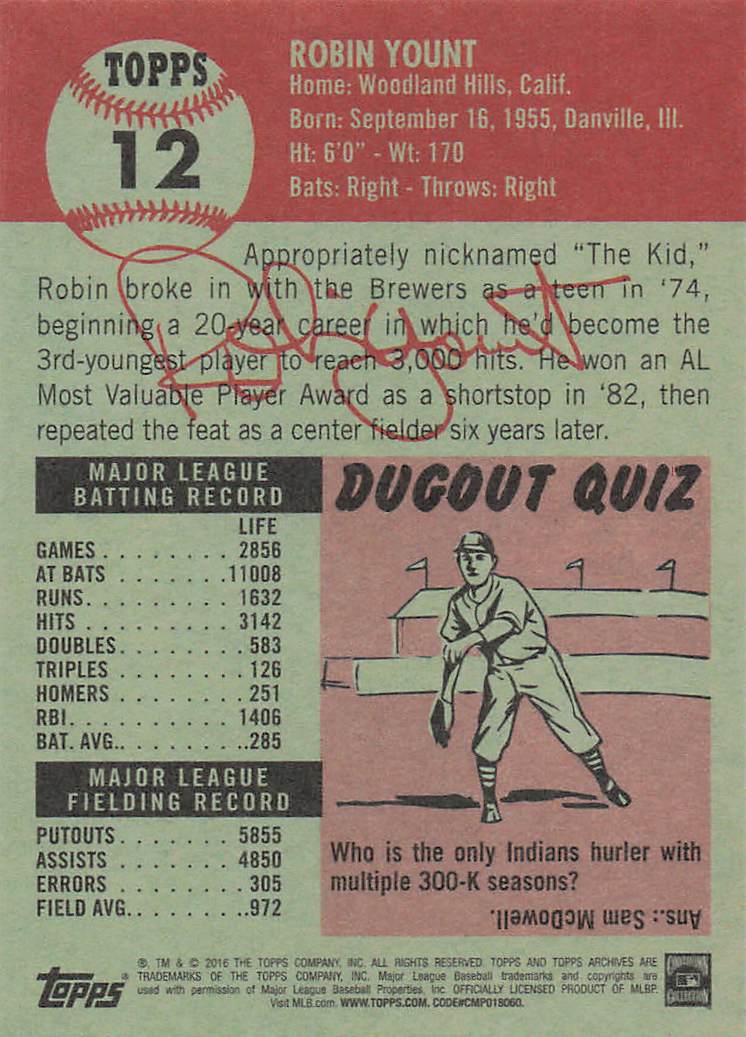 TOPPS
12
ROBIN YOUNT
Home: Woodland Hills, Calif.
Born: September 16, 1955, Danville, Ill.
Ht: 6'0" - Wt: 170
Bats: Right - Throws: Right
Appropriately nicknamed "The Kid,"
Robin broke in with the Brewers as a teen in '74,
beginning a 20-year career in which he'd become the
3rd-youngest player to reach 3,000 hits. He won an AL
Most Valuable Player Award as a shortstop in '82, then
repeated the feat as a center fielder six years later.
Robin Yount
MAJOR LEAGUE
BATTING RECORD
LIFE
GAMES . . . . . . . . 2856
AT BATS . . . . . . . .11008
RUNS. . . . . . . . . . 1632
HITS . . . . . . . . . . 3142
DOUBLES. . . . . . . . 583
TRIPLES . . . . . . . . 126
HOMERS . . . . . . . . 251
RBI. . . . . . . . . . . 1406
BAT. AVG.. . . . . . . ..285
MAJOR LEAGUE
FIELDING RECORD
PUTOUTS. . . . . . . 5855
ASSISTS . . . . . . . 4850
ERRORS . . . . . . . . 305
FIELD AVG.. . . . . . ..972
DUGOUT QUIZ
Who is the only Indians hurler with
multiple 300-K seasons?
Ans.: Sam McDowell.
topps®
®, TM & © 2016 THE TOPPS COMPANY, INC. ALL RIGHTS RESERVED. TOPPS AND TOPPS ARCHIVES ARE
TRADEMARKS OF THE TOPPS COMPANY, INC. Major League Baseball trademarks and copyrights are
used with permission of Major League Baseball Properties, Inc. OFFICIALLY LICENSED PRODUCT OF MLBP.
Visit MLB.com. WWW.TOPPS.COM. CODE#CMP018060.